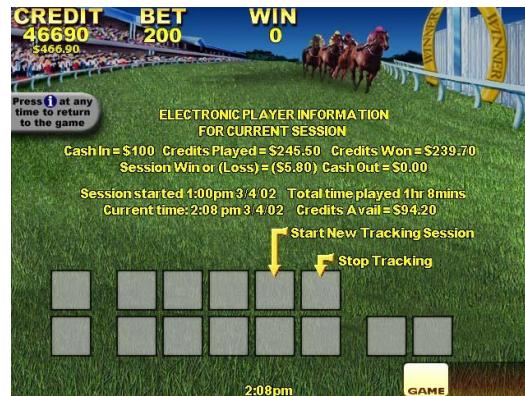 CREDIT BET WIN
46690 200 0
$466.90
WINNER
WINNER
Press i at any
time to return
to the game
ELECTRONIC PLAYER INFORMATION
FOR CURRENT SESSION
Cash In = $100 Credits Played = $245.50 Credits Won = $239.70
Session Win or (Loss) = ($5.80) Cash Out = $0.00
Session started 1:00pm 3/4/02 Total time played 1hr 8mins
Current time: 2:08 pm 3/4/02 Credits Avail = $94.20
Start New Tracking Session
Stop Tracking
2:08pm
GAME